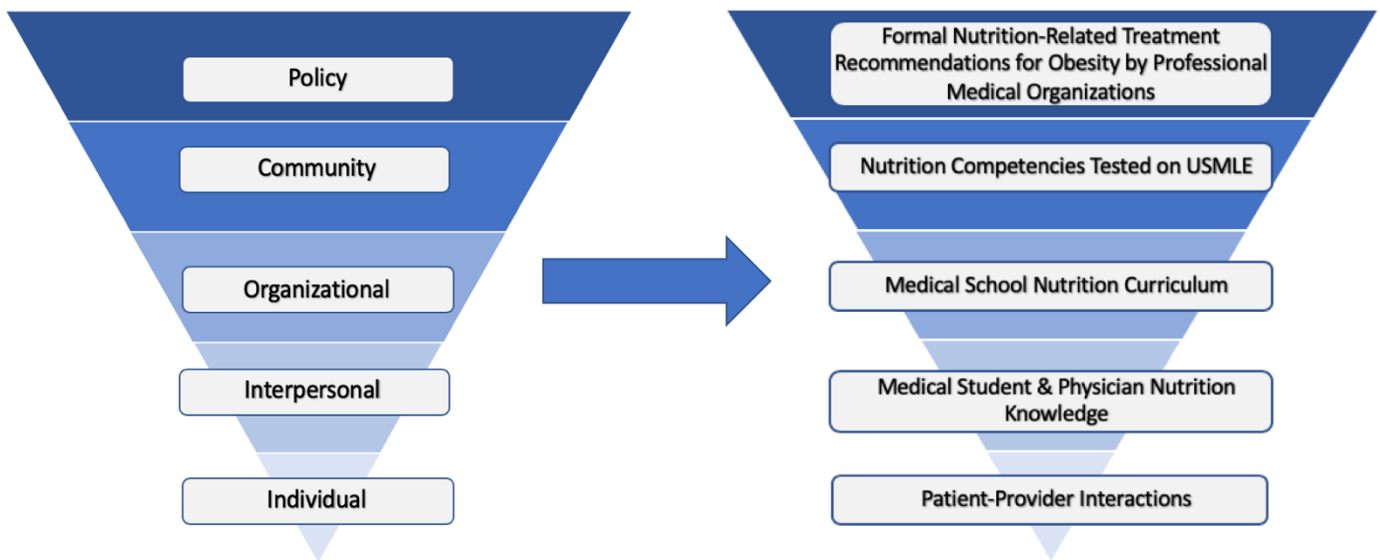 Policy
Community
Organizational
Interpersonal
Individual
Formal Nutrition-Related Treatment
Recommendations for Obesity by Professional
Medical Organizations
Nutrition Competencies Tested on USMLE
Medical School Nutrition Curriculum
Medical Student & Physician Nutrition
Knowledge
Patient-Provider Interactions